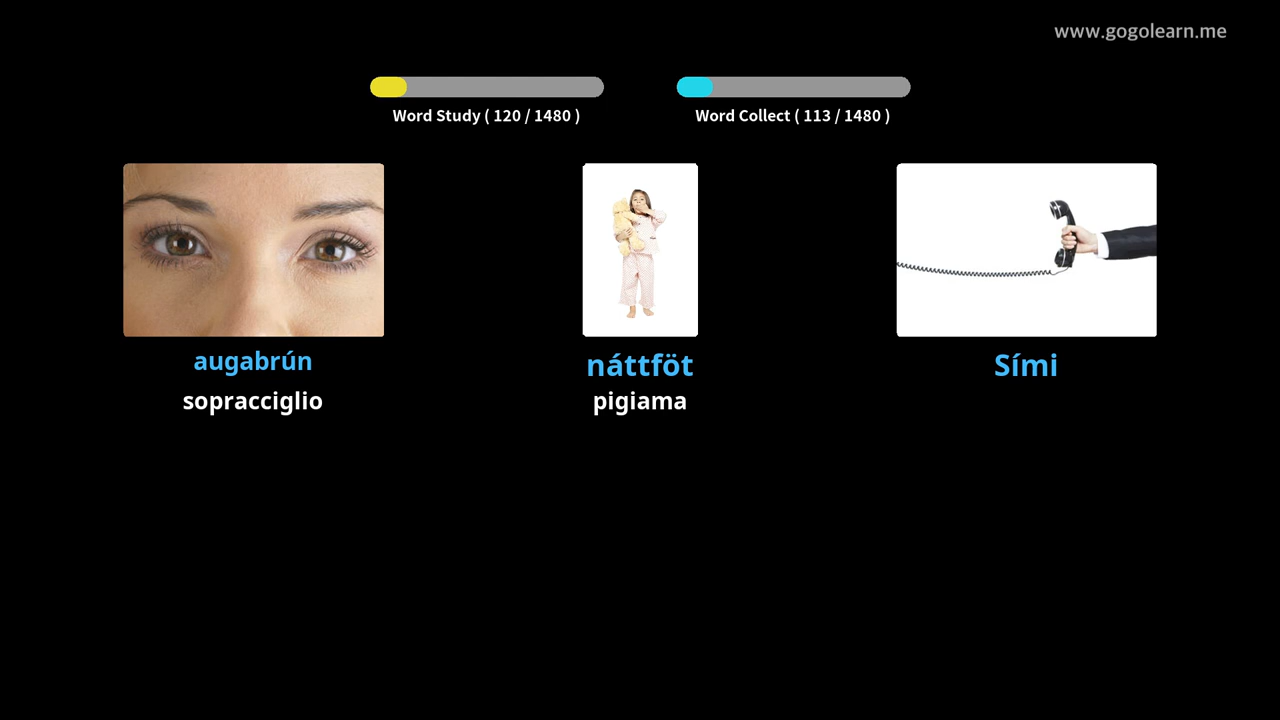 www.gogolearn.me
Word Study ( 120 / 1480 )
Word Collect ( 113 / 1480 )
augabrún
sopracciglio
náttföt
pigiama
Sími